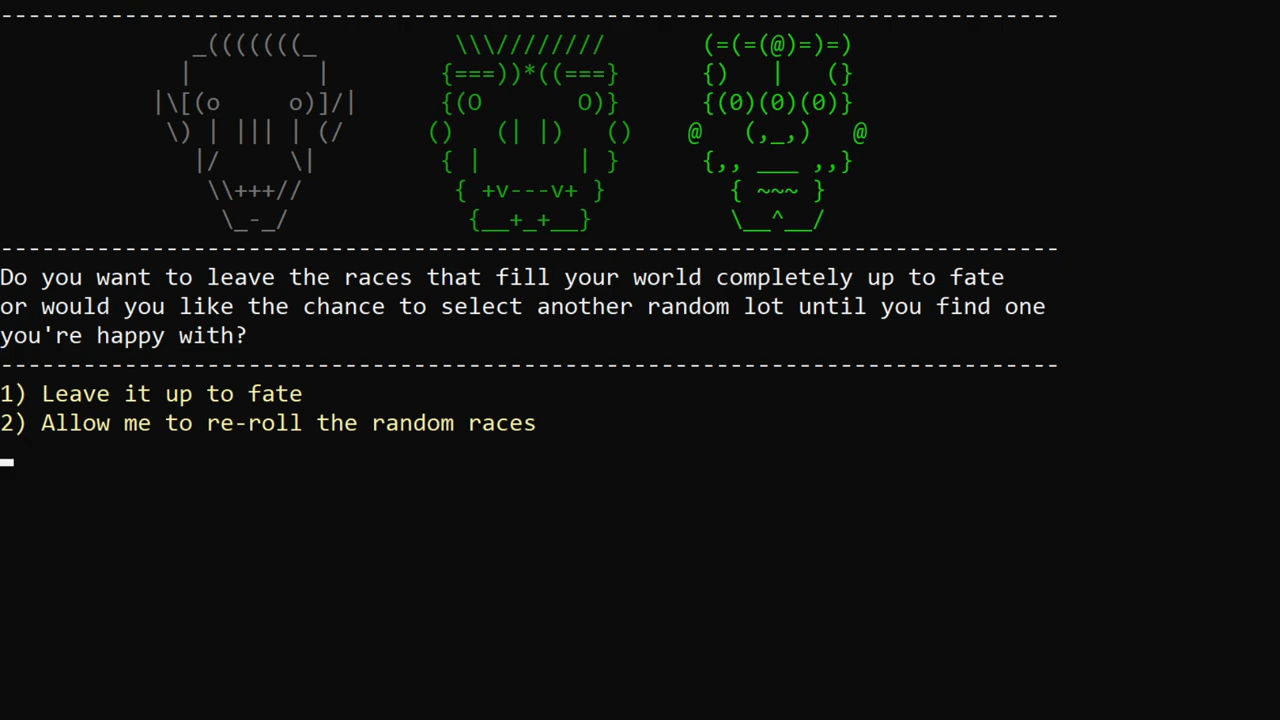 Do you want to leave the races that fill your world completely up to fate
or would you like the chance to select another random lot until you find one
you're happy with?
1) Leave it up to fate
2) Allow me to re-roll the random races